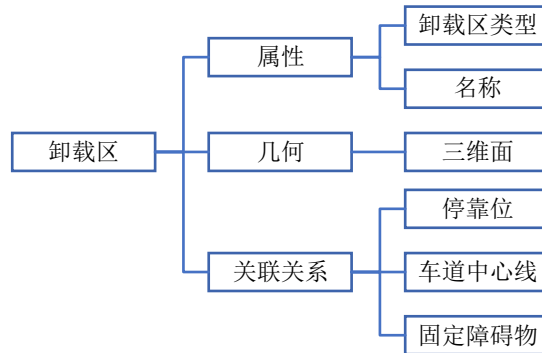 卸载区
属性
卸载区类型
名称
几何
三维面
关联关系
停靠位
车道中心线
固定障碍物